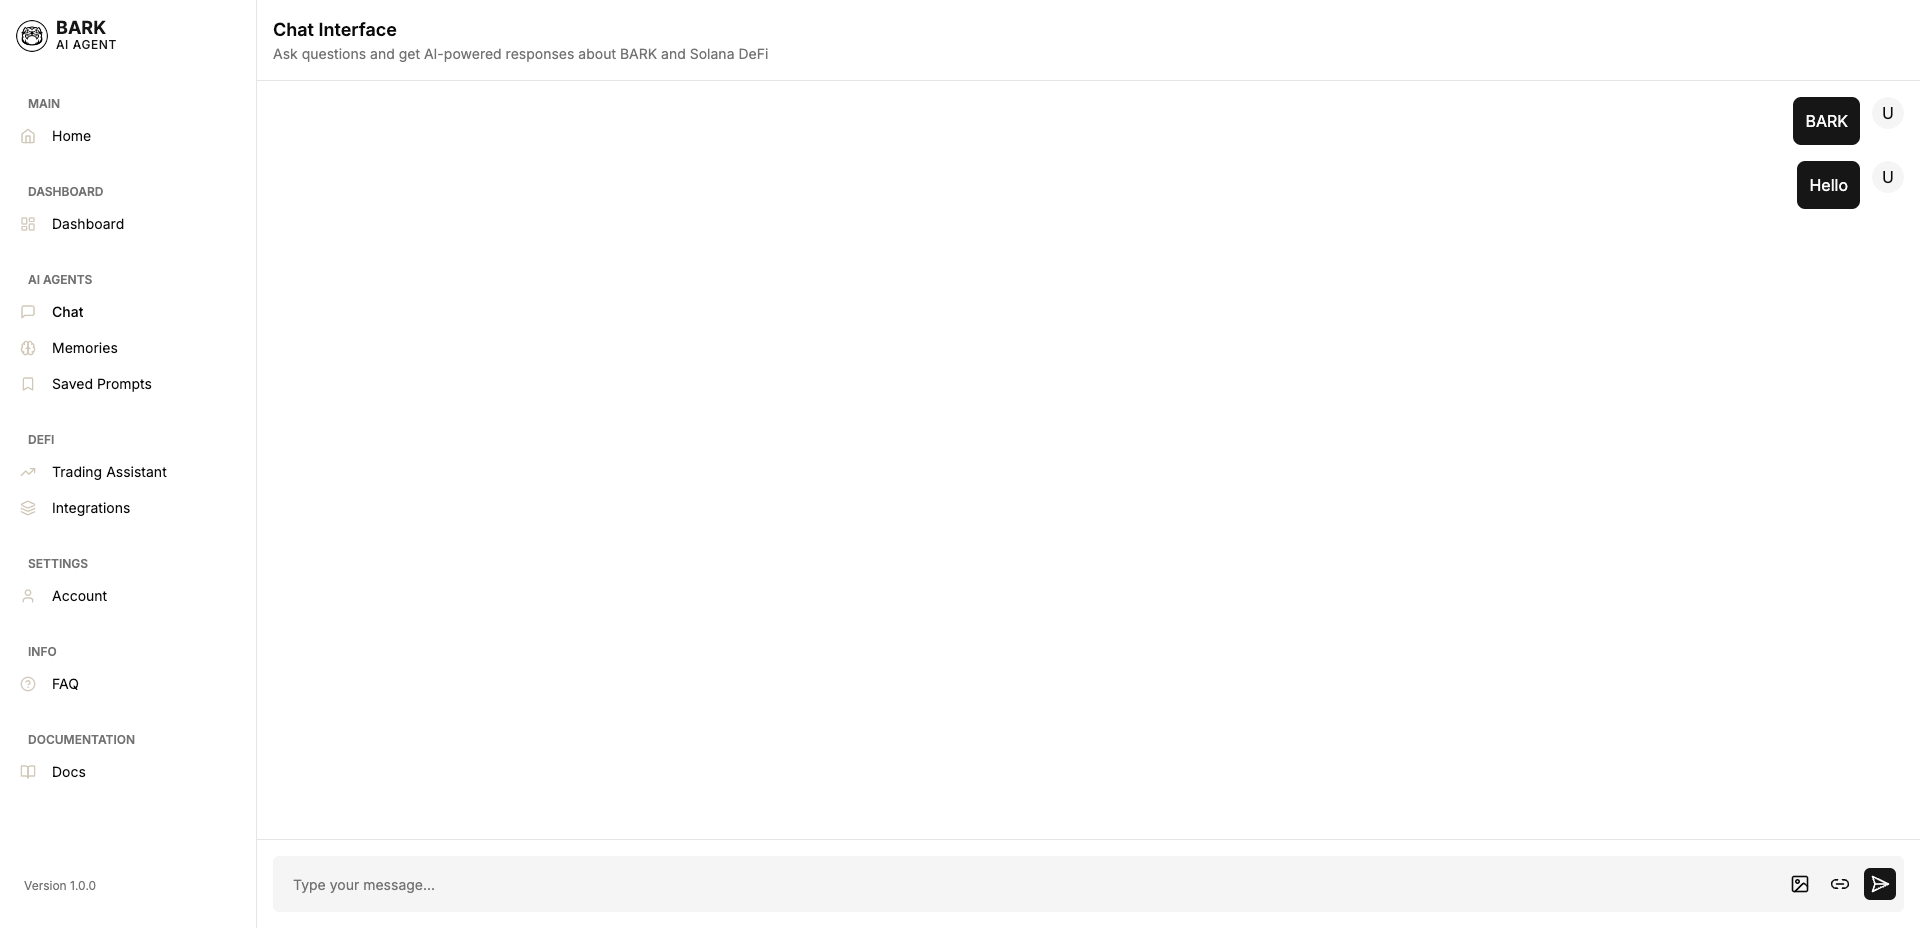 BARK
AI AGENT
MAIN
Home
DASHBOARD
Dashboard
AI AGENTS
Chat
Memories
Saved Prompts
DEFI
Trading Assistant
Integrations
SETTINGS
Account
INFO
FAQ
DOCUMENTATION
Docs
Version 1.0.0
Chat Interface
Ask questions and get AI-powered responses about BARK and Solana DeFi
BARK U
Hello U
Type your message...